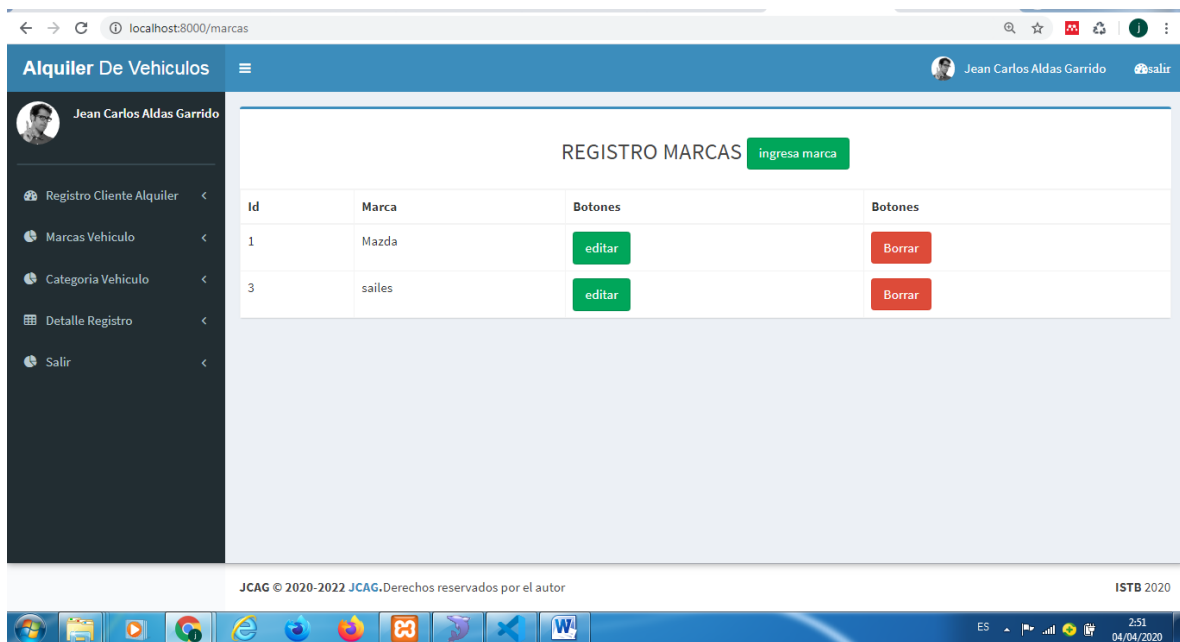 localhost:8000/marcas
j
Alquiler De Vehiculos
Jean Carlos Aldas Garrido
salir
Jean Carlos Aldas Garrido
Registro Cliente Alquiler
Marcas Vehiculo
Categoria Vehiculo
Detalle Registro
Salir
REGISTRO MARCAS ingresa marca
Id Marca Botones Botones
1 Mazda editar Borrar
3 sailes editar Borrar
JCAG © 2020-2022 JCAG.Derechos reservados por el autor
ISTB 2020
W
ES
2:51
04/04/2020